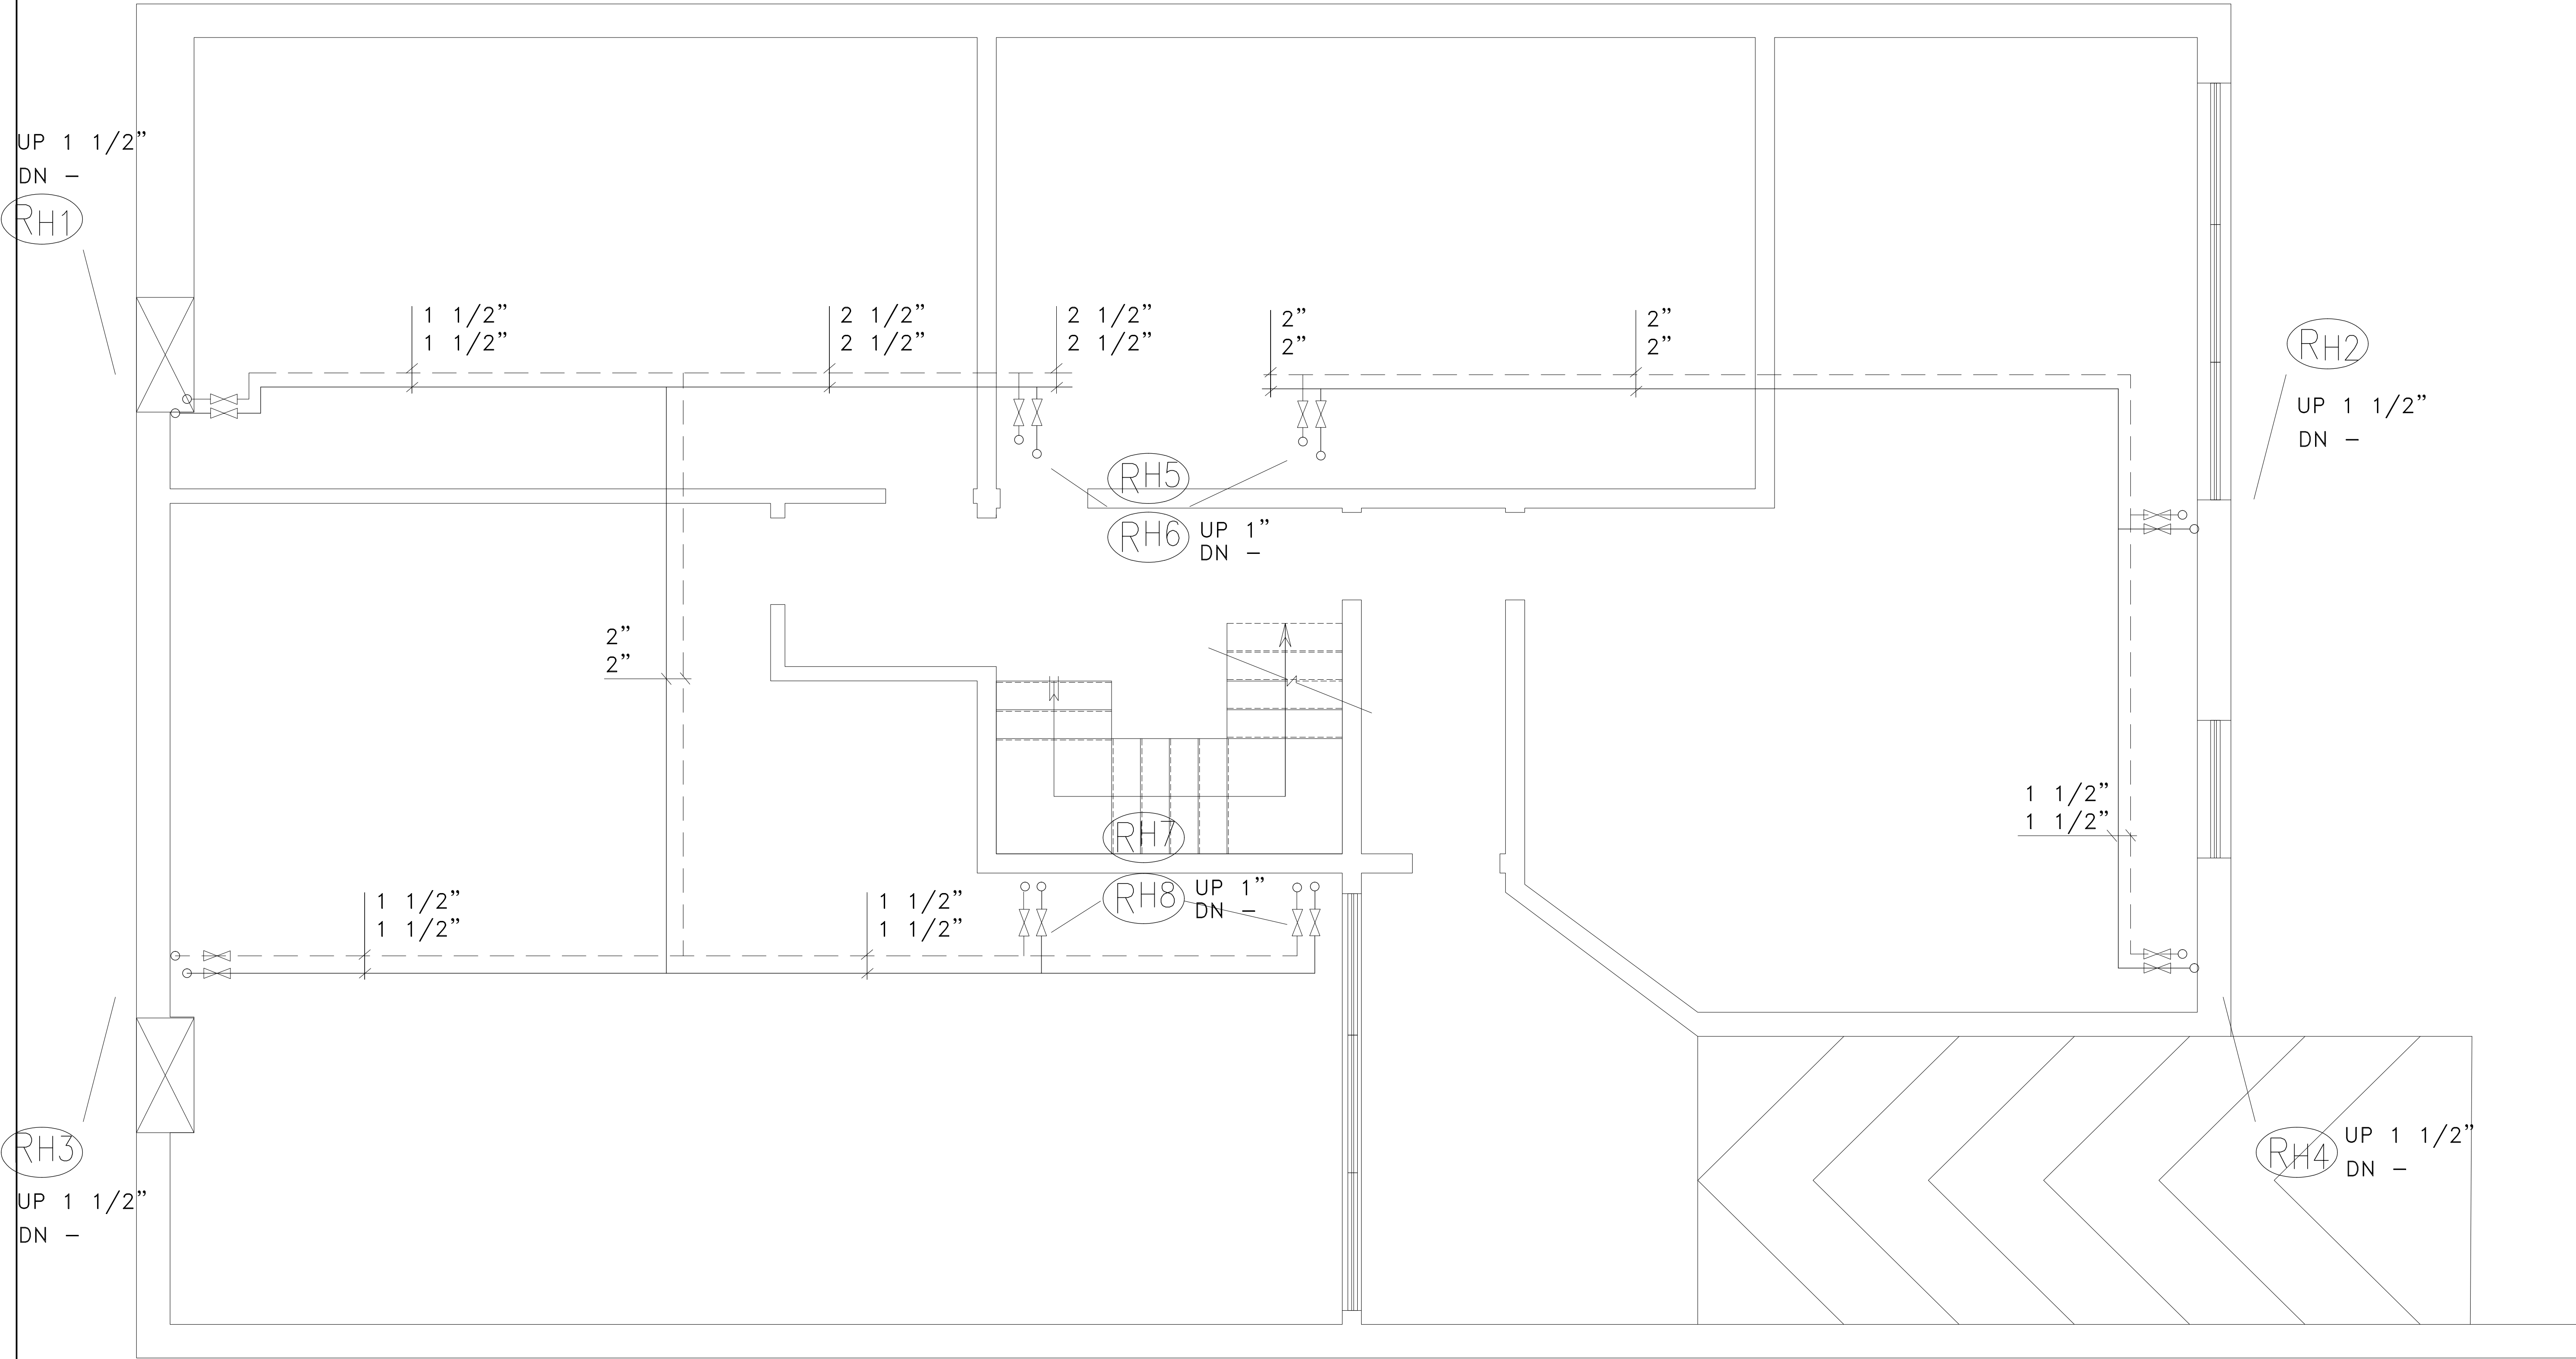 UP 1 1/2”
DN –
RH1
1 1/2”
1 1/2”
2 1/2”
2 1/2”
2 1/2”
2 1/2”
2”
2”
2”
2”
RH2
UP 1 1/2”
DN –
RH5
RH6
UP 1”
DN –
2”
2”
1 1/2”
1 1/2”
RH7
RH8
UP 1”
DN –
1 1/2”
1 1/2”
1 1/2”
1 1/2”
RH3
UP 1 1/2”
DN –
RH4
UP 1 1/2”
DN –